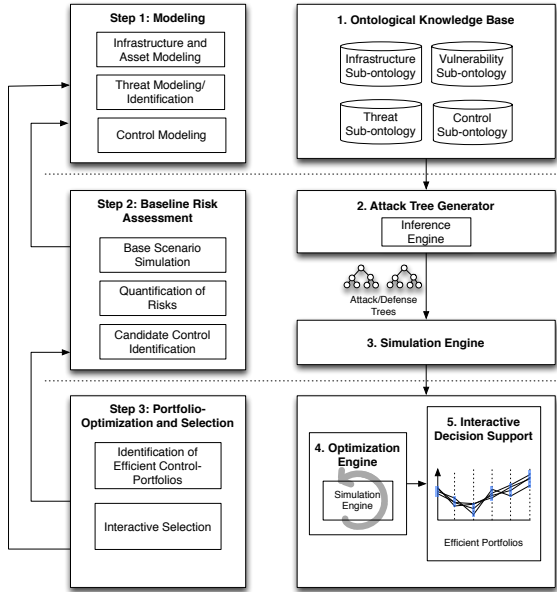 Step 1: Modeling
Infrastructure and
Asset Modeling
Threat Modeling/
Identification
Control Modeling
1. Ontological Knowledge Base
Infrastructure
Sub-ontology
Vulnerability
Sub-ontology
Threat
Sub-ontology
Control
Sub-ontology
Step 2: Baseline Risk
Assessment
Base Scenario
Simulation
Quantification of
Risks
Candidate Control
Identification
2. Attack Tree Generator
Inference
Engine
Attack/Defense
Trees
3. Simulation Engine
Step 3: Portfolio-
Optimization and Selection
Identification of
Efficient Control-
Portfolios
Interactive Selection
4. Optimization
Engine
Simulation
Engine
5. Interactive
Decision Support
Efficient Portfolios